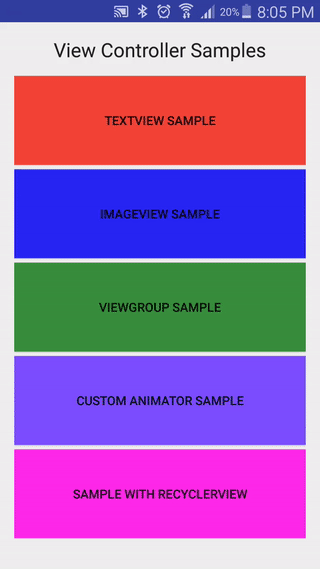 20% 8:05 PM
View Controller Samples
TEXTVIEW SAMPLE
IMAGEVIEW SAMPLE
VIEWGROUP SAMPLE
CUSTOM ANIMATOR SAMPLE
SAMPLE WITH RECYCLERVIEW